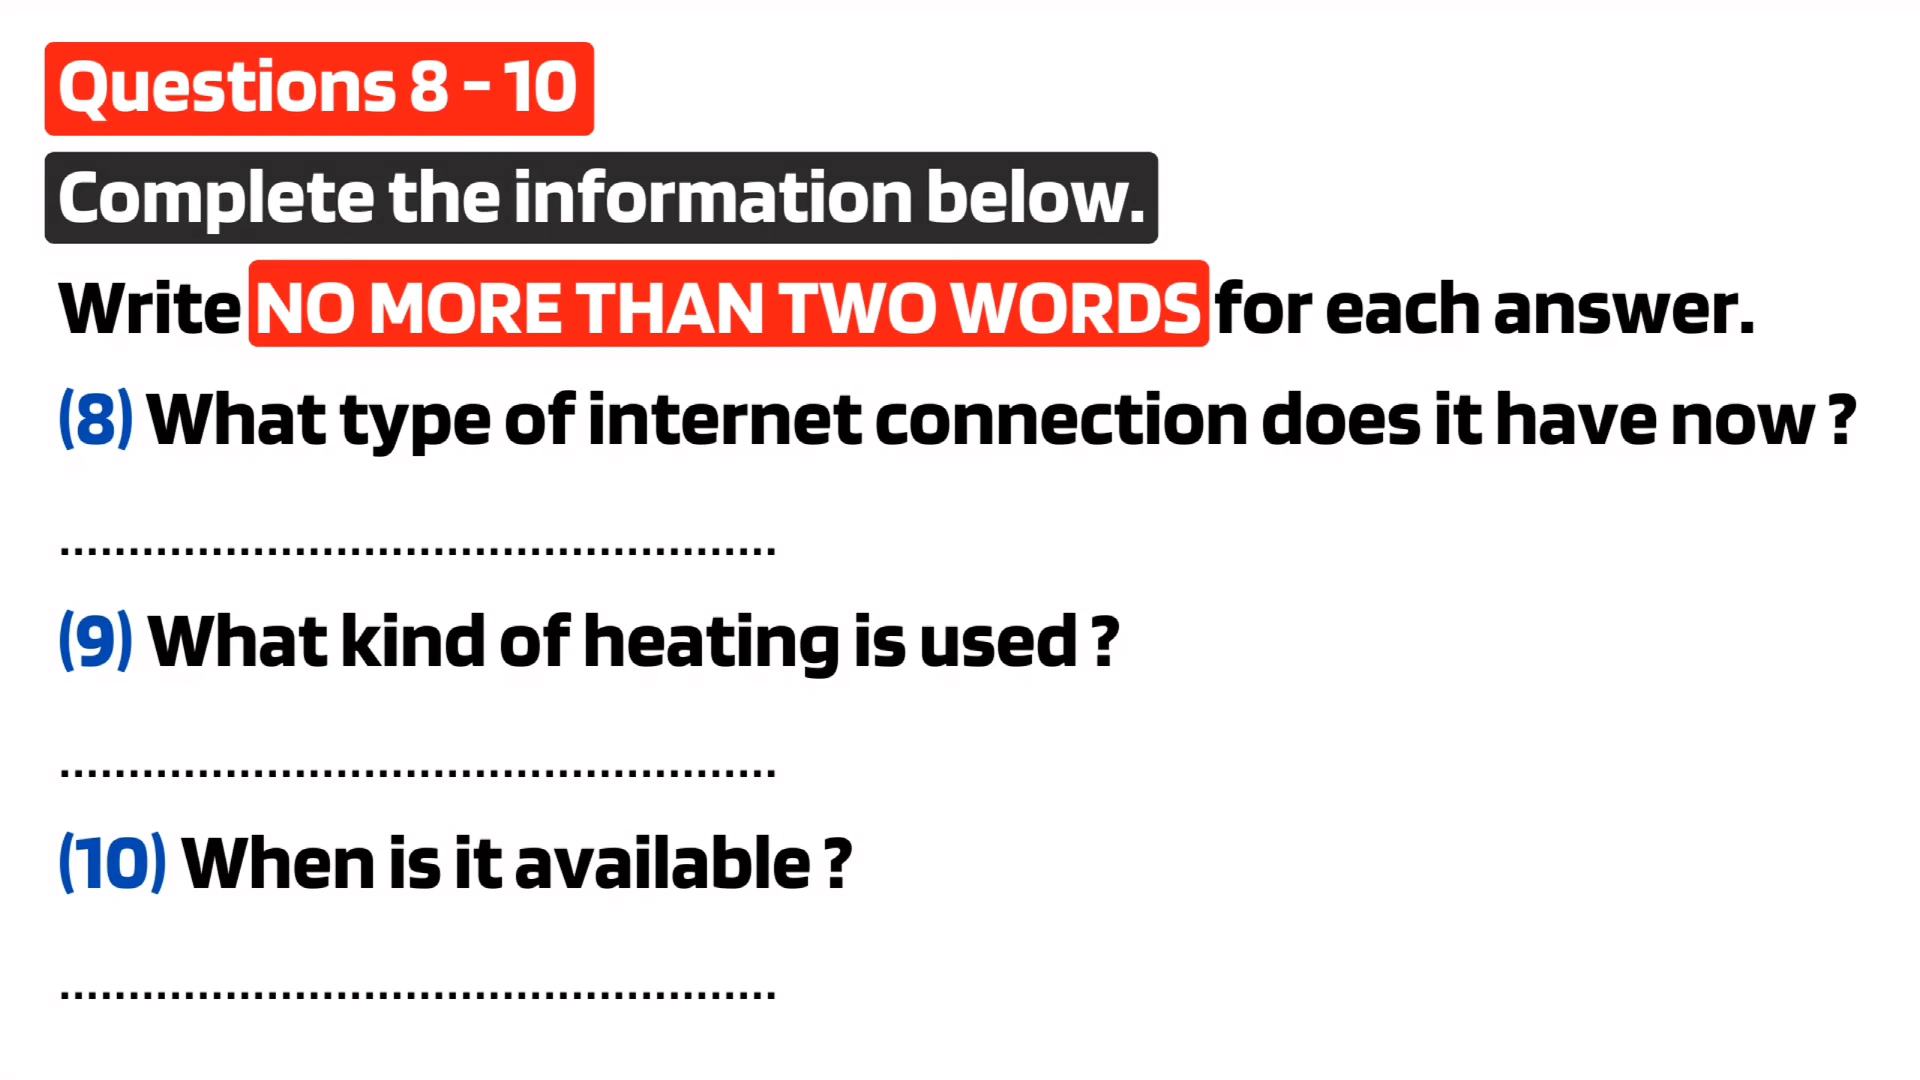 Questions 8 - 10
Complete the information below.
Write NO MORE THAN TWO WORDS for each answer.
(8) What type of internet connection does it have now ?
....................................................
(9) What kind of heating is used ?
....................................................
(10) When is it available ?
....................................................